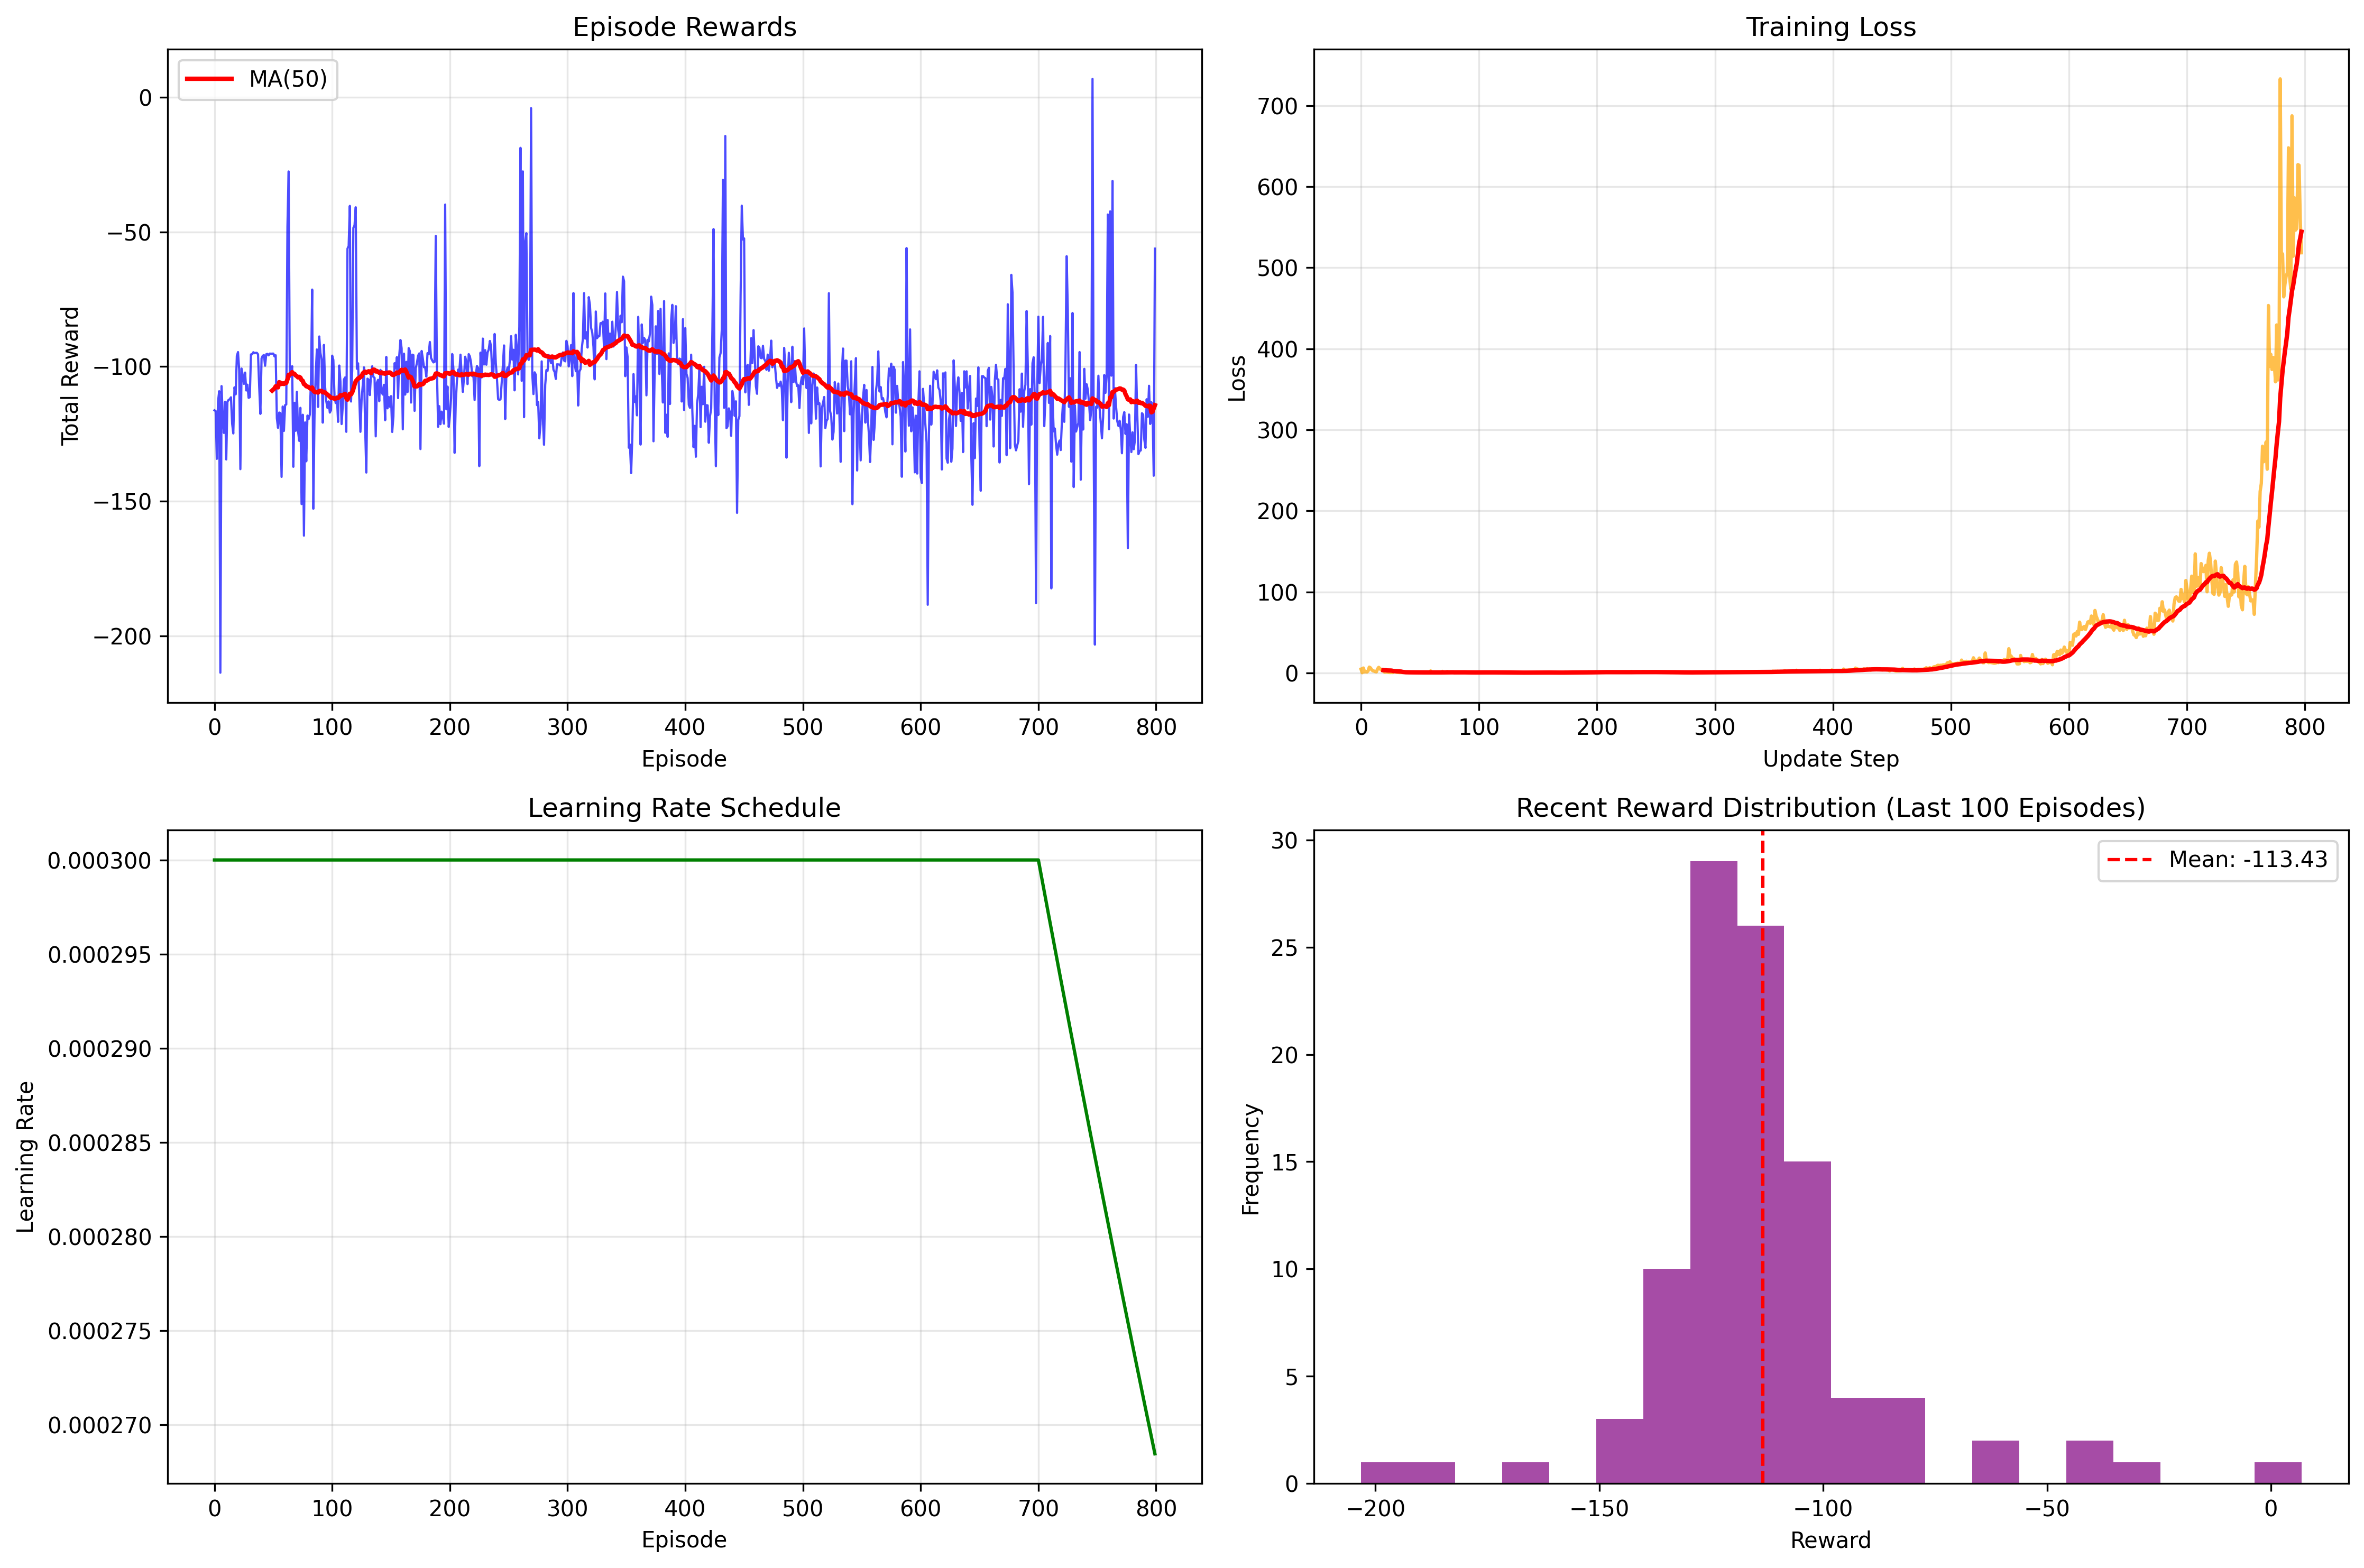 Episode Rewards
MA(50)
0
−50
−100
−150
−200
Total Reward
0 100 200 300 400 500 600 700 800
Episode
Training Loss
700
600
500
400
300
200
100
0
Loss
0 100 200 300 400 500 600 700 800
Update Step
Learning Rate Schedule
0.000300
0.000295
0.000290
0.000285
0.000280
0.000275
0.000270
Learning Rate
0 100 200 300 400 500 600 700 800
Episode
Recent Reward Distribution (Last 100 Episodes)
Mean: -113.43
30
25
20
15
10
5
0
Frequency
−200 −150 −100 −50 0
Reward